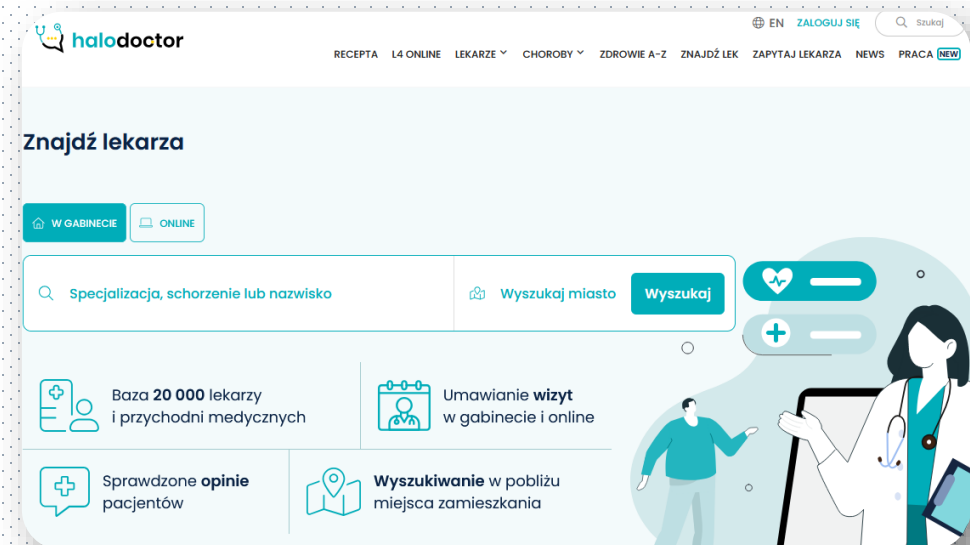 halodoctor
EN ZALOGUJ SIĘ Szukaj
RECEPTA L4 ONLINE LEKARZE CHOROBY ZDROWIE A-Z ZNAJDŹ LEK ZAPYTAJ LEKARZA NEWS PRACA NEW
Znajdź lekarza
W GABINECIE ONLINE
Specjalizacja, schorzenie lub nazwisko Wyszukaj miasto Wyszukaj
Baza 20 000 lekarzy
i przychodni medycznych
Umawianie wizyt
w gabinecie i online
Sprawdzone opinie
pacjentów
Wyszukiwanie w pobliżu
miejsca zamieszkania